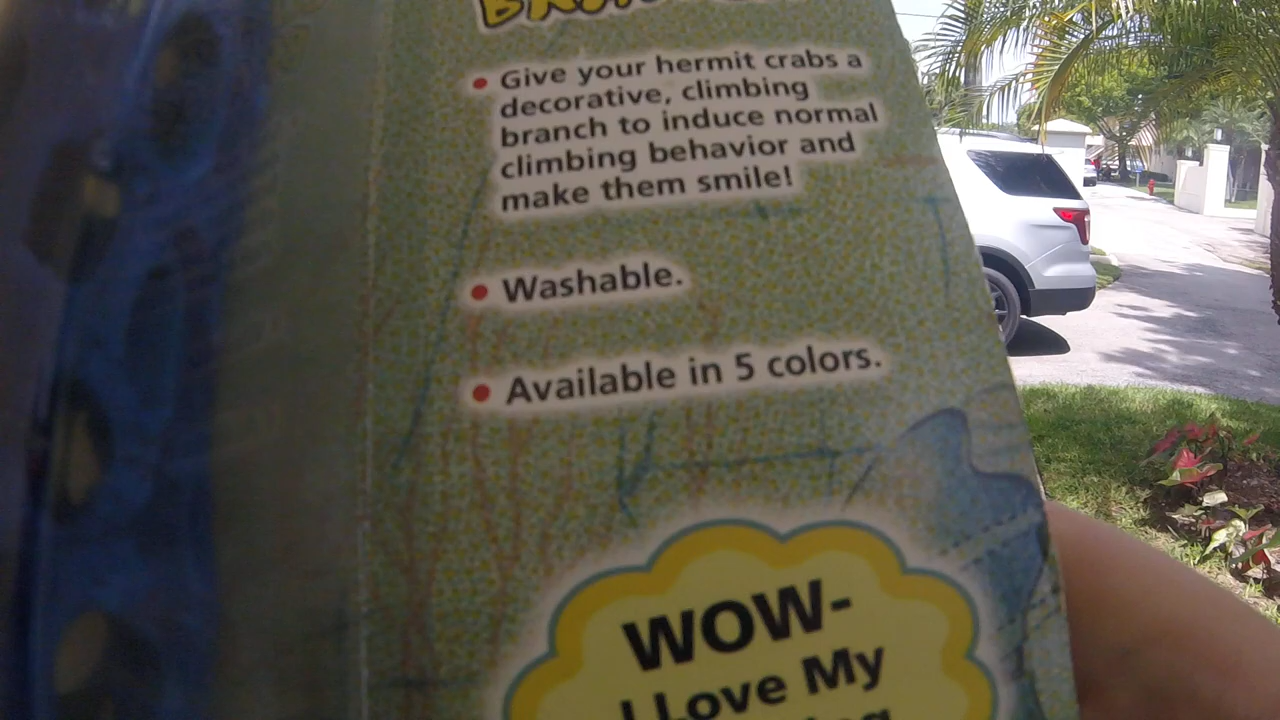 • Give your hermit crabs a
decorative, climbing
branch to induce normal
climbing behavior and
make them smile!
• Washable.
• Available in 5 colors.
WOW-
I Love My